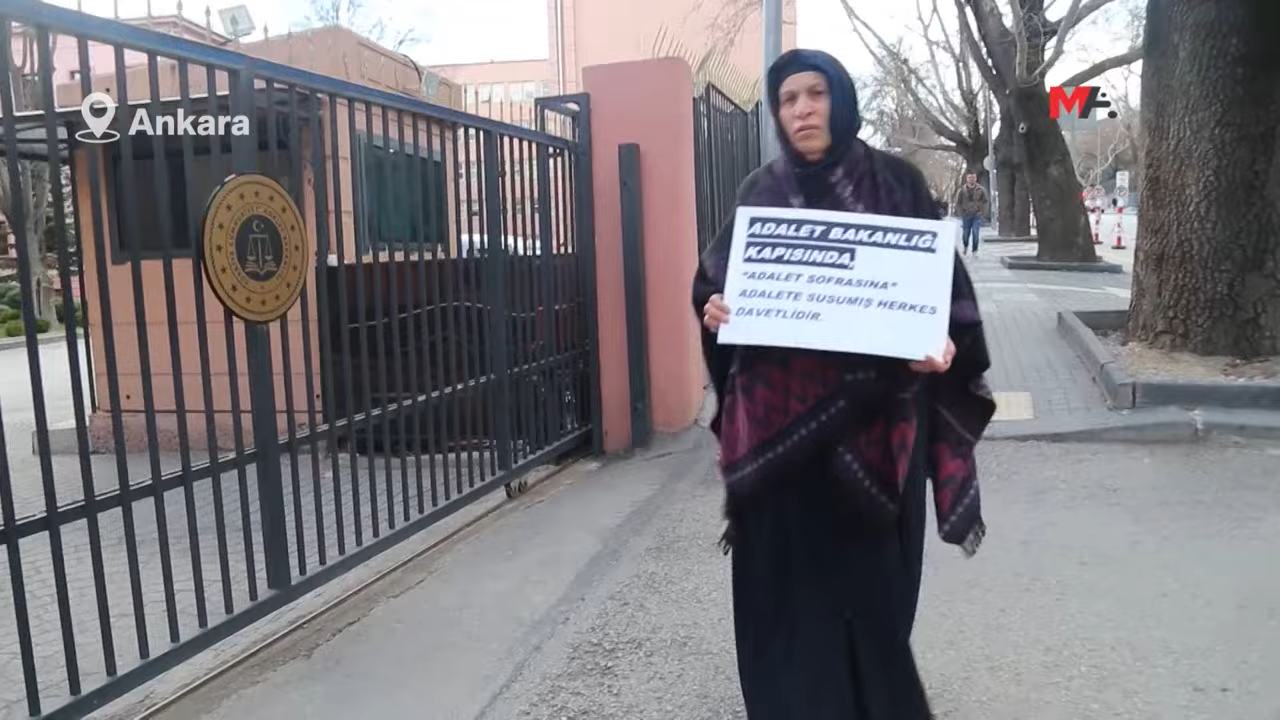 Ankara
MA
ADALET BAKANLIĞI
KAPISINDA,
"ADALET SOFRASINA"
ADALETE SUSUMIŞ HERKES
DAVETLİDİR.